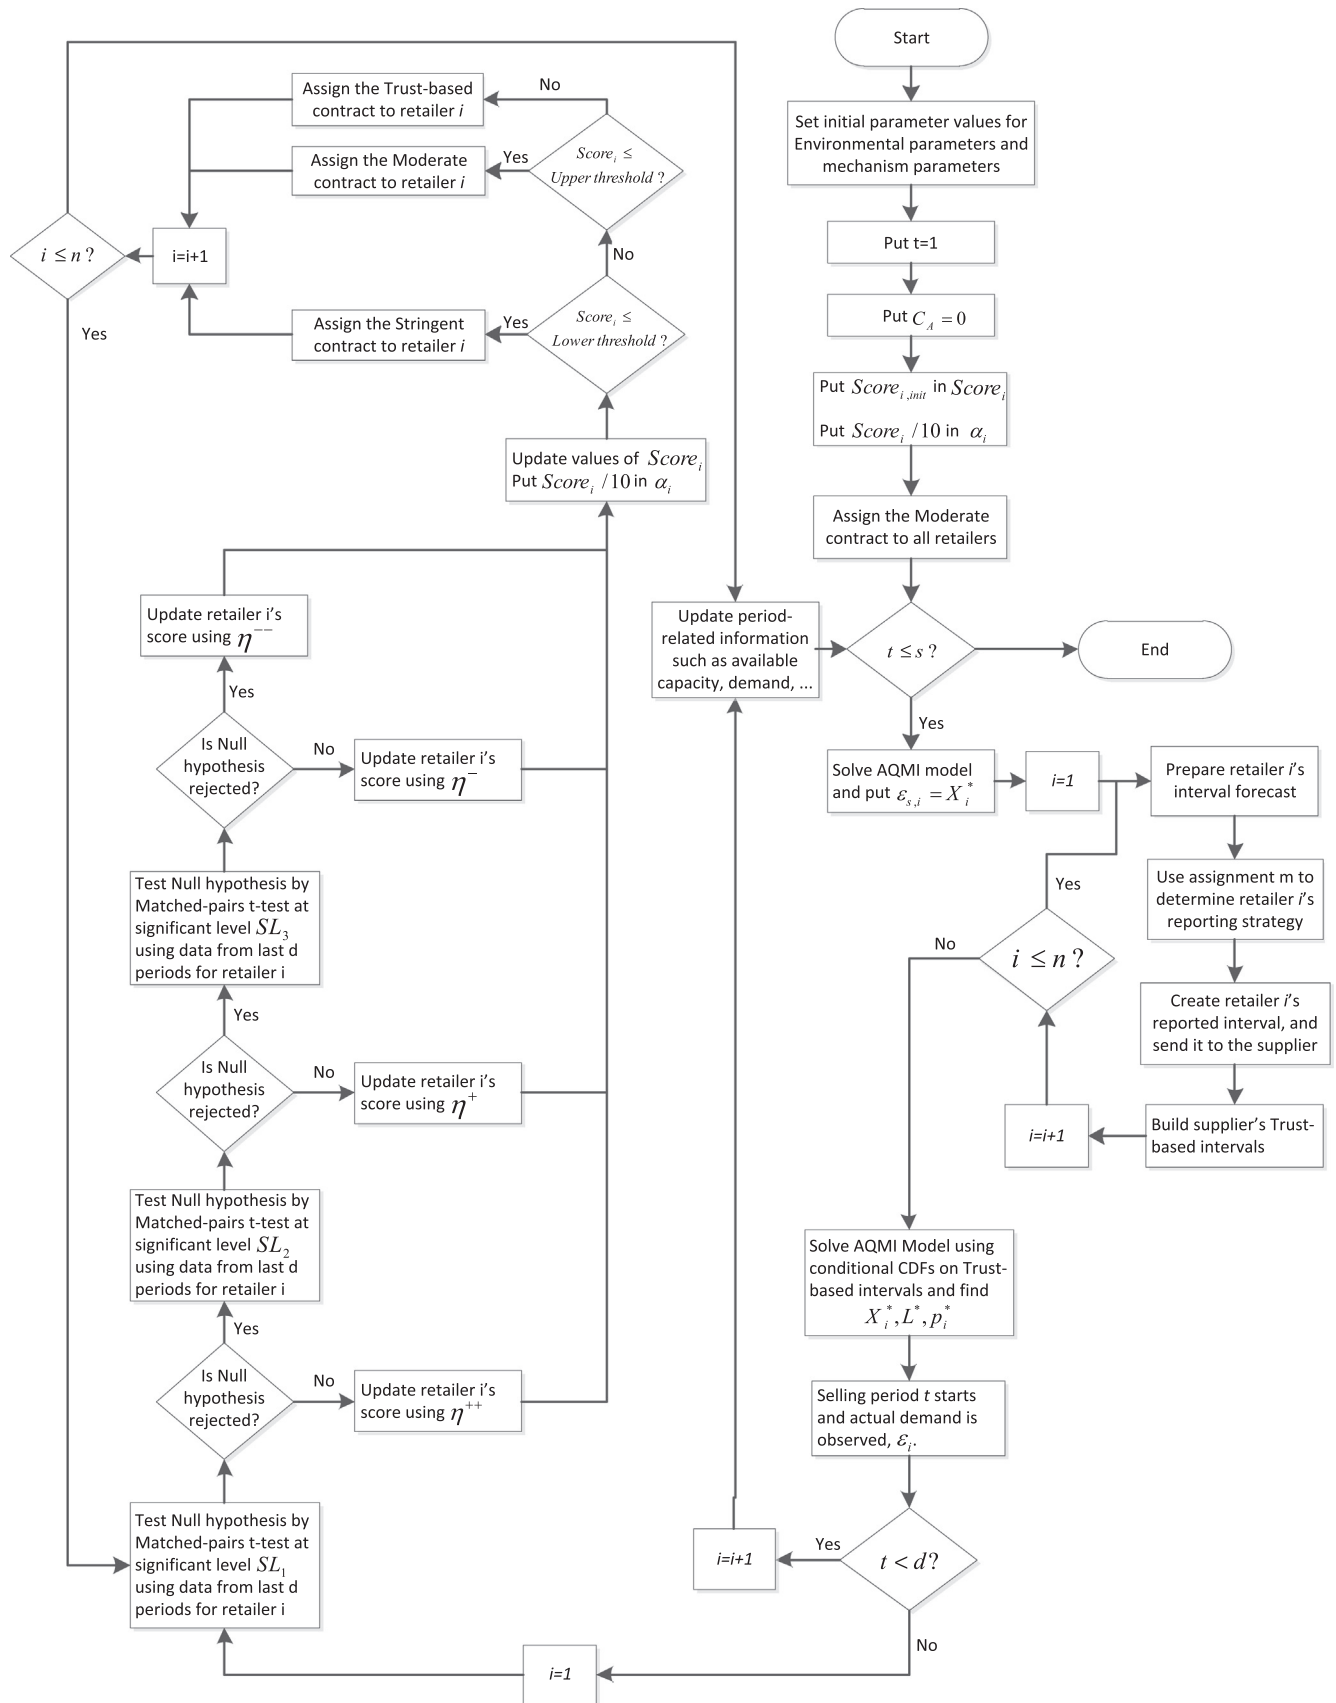 Start
Set initial parameter values for
Environmental parameters and
mechanism parameters
Put t=1
Put C_A = 0
Put Score_{i,init} in Score_i
Put Score_i /10 in α_i
Assign the Moderate
contract to all retailers
t ≤ s ?
End
Yes
Solve AQMI model
and put ε_{s,i} = X_i^*
i=1
Prepare retailer i's
interval forecast
Use assignment m to
determine retailer i's
reporting strategy
Create retailer i's
reported interval, and
send it to the supplier
Build supplier's Trust-
based intervals
i=i+1
i ≤ n ?
Yes
No
Solve AQMI Model using
conditional CDFs on Trust-
based intervals and find
X_i^*, L^*, p_i^*
Selling period t starts
and actual demand is
observed, ε_i.
t < d?
Yes
i=i+1
No
i=1
Update period-
related information
such as available
capacity, demand, ...
Test Null hypothesis by
Matched-pairs t-test at
significant level SL_1
using data from last d
periods for retailer i
Is Null
hypothesis
rejected?
No
Update retailer i's
score using η^{++}
Yes
Test Null hypothesis by
Matched-pairs t-test at
significant level SL_2
using data from last d
periods for retailer i
Is Null
hypothesis
rejected?
No
Update retailer i's
score using η^+
Yes
Test Null hypothesis by
Matched-pairs t-test at
significant level SL_3
using data from last d
periods for retailer i
Is Null
hypothesis
rejected?
No
Update retailer i's
score using η^-
Yes
Update retailer i's
score using η^{--}
Update values of Score_i
Put Score_i /10 in α_i
Score_i ≤
Lower threshold ?
Yes
Assign the Stringent
contract to retailer i
No
Score_i ≤
Upper threshold ?
Yes
Assign the Moderate
contract to retailer i
No
Assign the Trust-based
contract to retailer i
i=i+1
i ≤ n ?
Yes